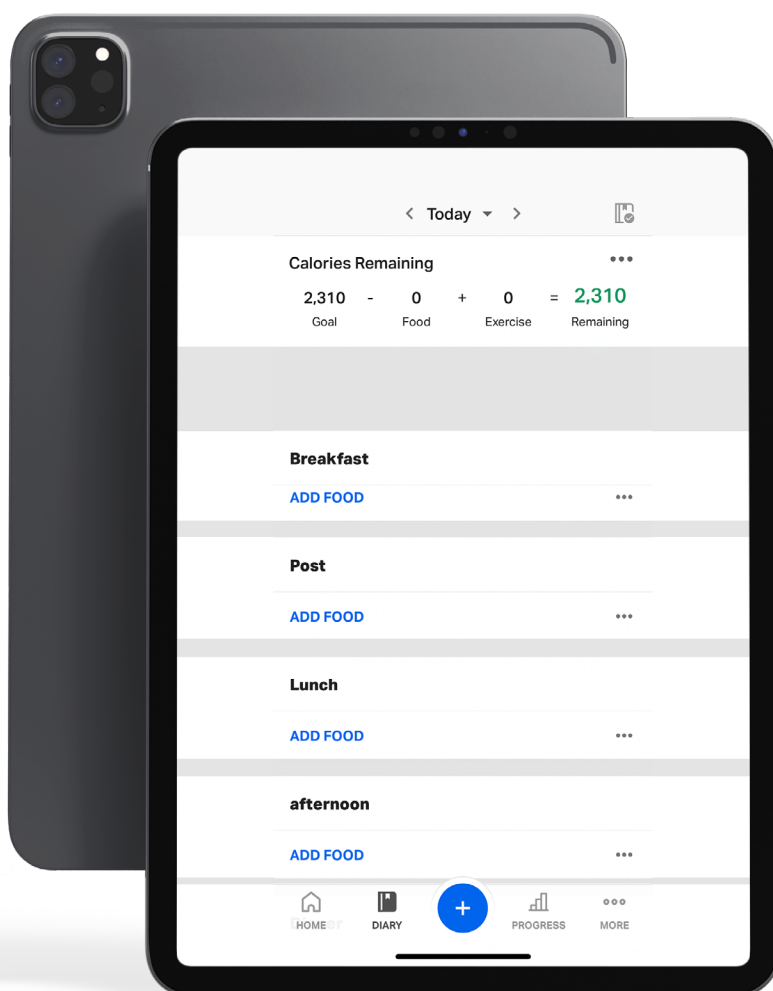 Today
Calories Remaining
2,310 - 0 + 0 = 2,310
Goal Food Exercise Remaining
Breakfast
ADD FOOD
Post
ADD FOOD
Lunch
ADD FOOD
afternoon
ADD FOOD
HOME DIARY + PROGRESS MORE